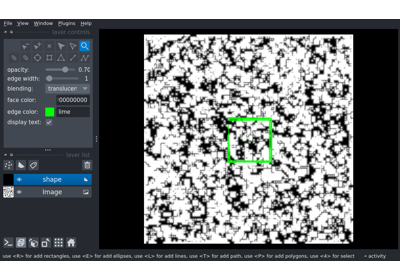 File View Window Plugins Help
layer controls
opacity: 0.70
edge width: 1
blending: translucen
face color: 00000000
edge color: lime
display text:
layer list
shape
Image
use <R> for add rectangles, use <E> for add ellipses, use <L> for add lines, use <T> for add path, use <P> for add polygons, use <4> for select
activity